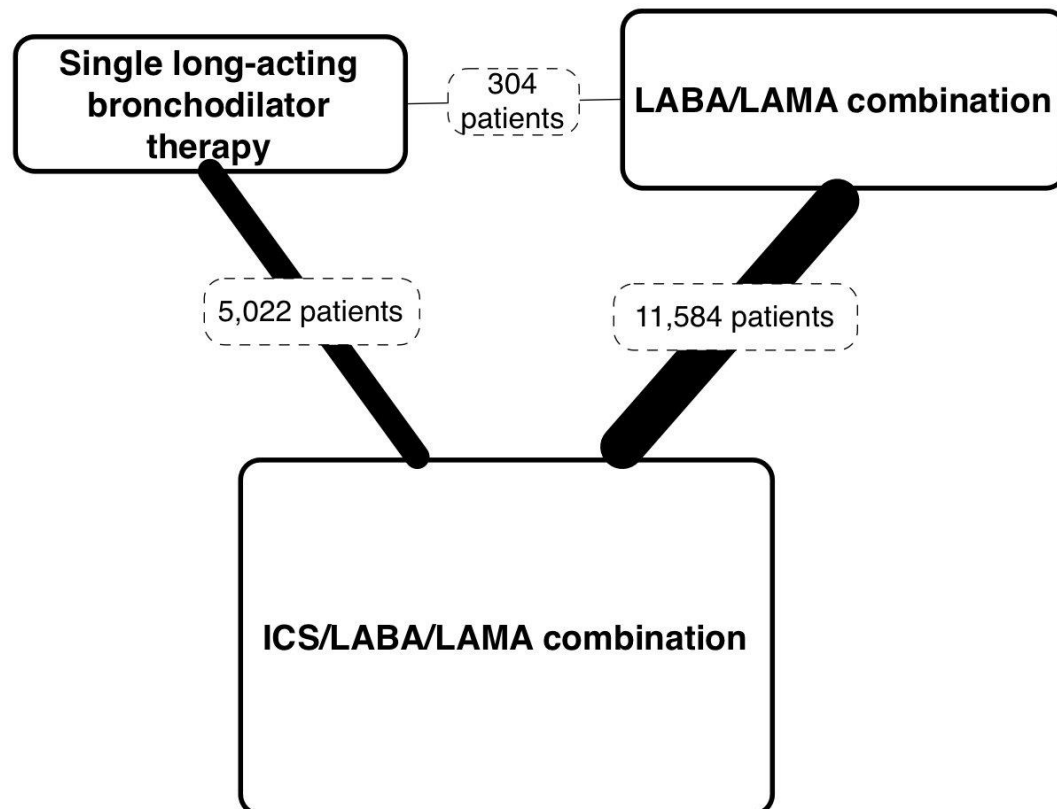 Single long-acting
bronchodilator
therapy
304
patients
LABA/LAMA combination
5,022 patients
11,584 patients
ICS/LABA/LAMA combination